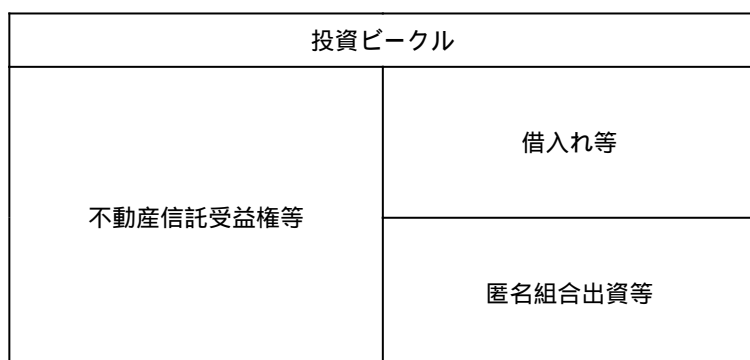 投資ビークル
不動産信託受益権等
借入れ等
匿名組合出資等